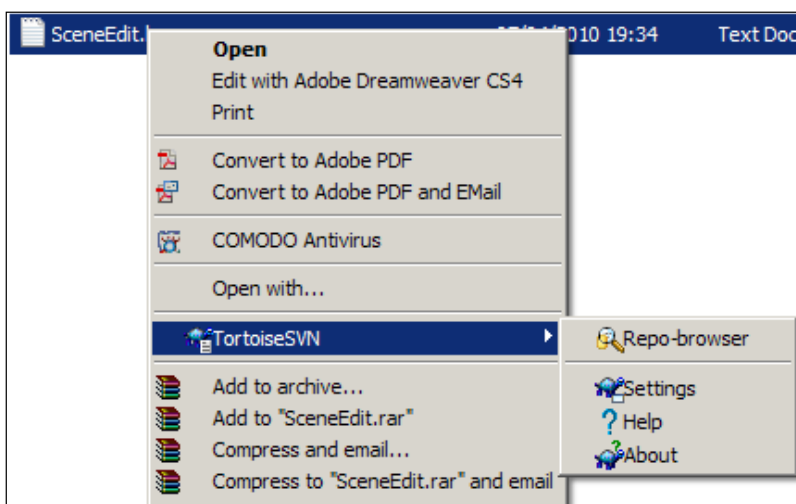 SceneEdit. 2010 19:34 Text Doc
Open
Edit with Adobe Dreamweaver CS4
Print
Convert to Adobe PDF
Convert to Adobe PDF and EMail
COMODO Antivirus
Open with...
TortoiseSVN
Repo-browser
Settings
Help
About
Add to archive...
Add to "SceneEdit.rar"
Compress and email...
Compress to "SceneEdit.rar" and email